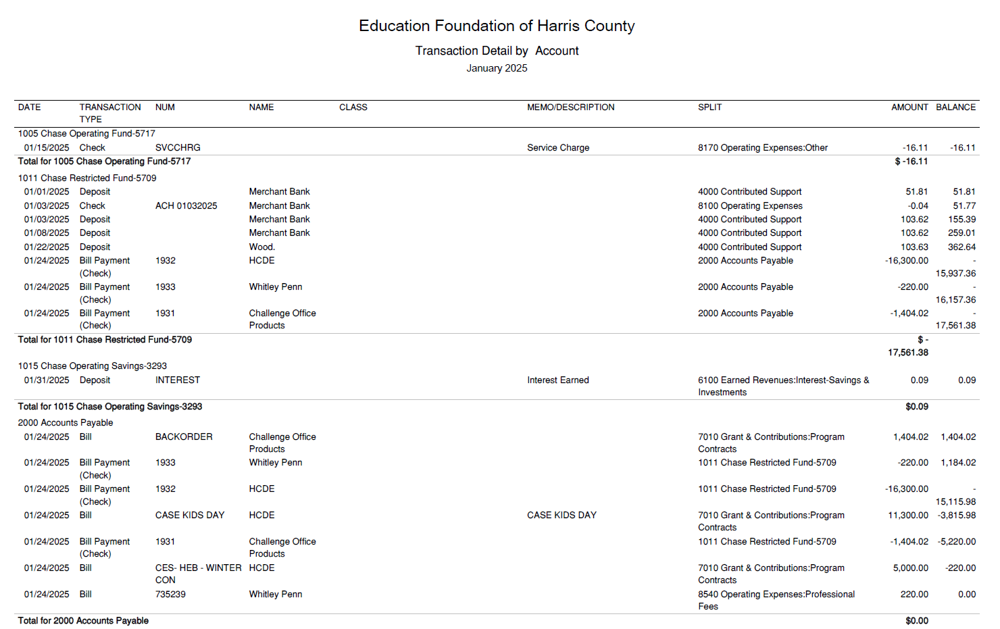 Education Foundation of Harris County
Transaction Detail by  Account
January 2025
DATE TRANSACTION TYPE NUM NAME CLASS MEMO/DESCRIPTION SPLIT AMOUNT BALANCE
1005 Chase Operating Fund-5717
01/15/2025 Check SVCCHRG Service Charge 8170 Operating Expenses:Other -16.11 -16.11
Total for 1005 Chase Operating Fund-5717 $ -16.11
1011 Chase Restricted Fund-5709
01/01/2025 Deposit Merchant Bank 4000 Contributed Support 51.81 51.81
01/03/2025 Check ACH 01032025 Merchant Bank 8100 Operating Expenses -0.04 51.77
01/03/2025 Deposit Merchant Bank 4000 Contributed Support 103.62 155.39
01/08/2025 Deposit Merchant Bank 4000 Contributed Support 103.62 259.01
01/22/2025 Deposit Wood. 4000 Contributed Support 103.63 362.64
01/24/2025 Bill Payment 1932 HCDE 2000 Accounts Payable -16,300.00 -
(Check) 15,937.36
01/24/2025 Bill Payment 1933 Whitley Penn 2000 Accounts Payable -220.00 -
(Check) 16,157.36
01/24/2025 Bill Payment 1931 Challenge Office 2000 Accounts Payable -1,404.02 -
(Check) Products 17,561.38
Total for 1011 Chase Restricted Fund-5709 $ -
17,561.38
1015 Chase Operating Savings-3293
01/31/2025 Deposit INTEREST Interest Earned 6100 Earned Revenues:Interest-Savings & 0.09 0.09
Investments
Total for 1015 Chase Operating Savings-3293 $0.09
2000 Accounts Payable
01/24/2025 Bill BACKORDER Challenge Office 7010 Grant & Contributions:Program 1,404.02 1,404.02
Products Contracts
01/24/2025 Bill Payment 1933 Whitley Penn 1011 Chase Restricted Fund-5709 -220.00 1,184.02
(Check)
01/24/2025 Bill Payment 1932 HCDE 1011 Chase Restricted Fund-5709 -16,300.00 -
(Check) 15,115.98
01/24/2025 Bill CASE KIDS DAY HCDE CASE KIDS DAY 7010 Grant & Contributions:Program 11,300.00 -3,815.98
Contracts
01/24/2025 Bill Payment 1931 Challenge Office 1011 Chase Restricted Fund-5709 -1,404.02 -5,220.00
(Check) Products
01/24/2025 Bill CES- HEB - WINTER HCDE 7010 Grant & Contributions:Program 5,000.00 -220.00
CON Contracts
01/24/2025 Bill 735239 Whitley Penn 8540 Operating Expenses:Professional 220.00 0.00
Fees
Total for 2000 Accounts Payable $0.00